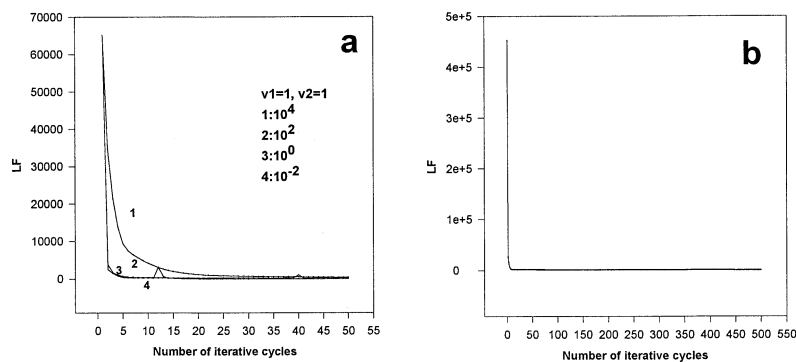 a
70000
60000
50000
40000
30000
20000
10000
0
LF
v1=1, v2=1
1:10^4
2:10^2
3:10^0
4:10^-2
1
2
3
4
0 5 10 15 20 25 30 35 40 45 50 55
Number of iterative cycles
b
5e+5
4e+5
3e+5
2e+5
1e+5
0
LF
0 50 100 150 200 250 300 350 400 450 500 550
Number of iterative cycles